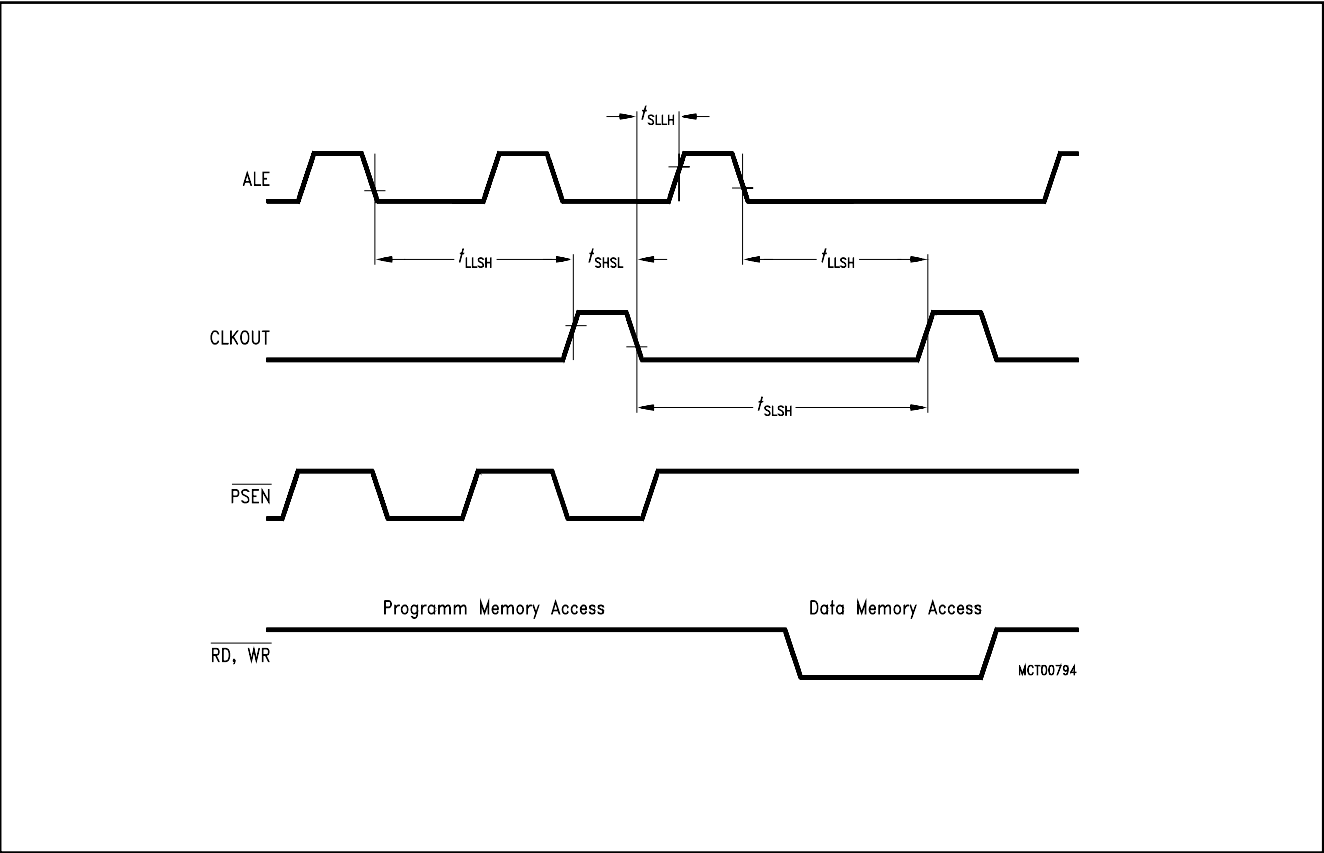 tSLLH
ALE
tLLSH
tSHSL
tLLSH
CLKOUT
tSLSH
PSEN
Programm Memory Access
Data Memory Access
RD, WR
MCT00794